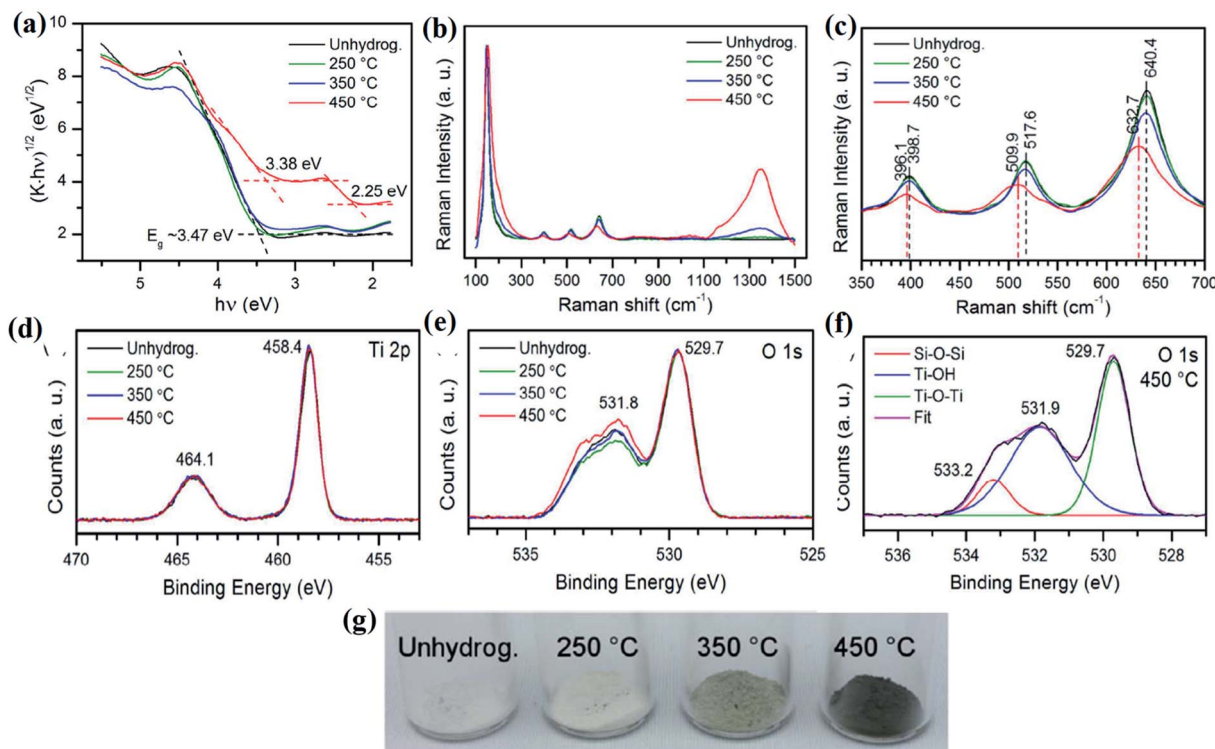 (a)
10
8
6
4
2
(K·hν)^1/2 (eV^1/2)
Unhydrog.
250 °C
350 °C
450 °C
3.38 eV
2.25 eV
E_g ~3.47 eV
5 4 3 2
hν (eV)
(b)
Raman Intensity (a. u.)
Unhydrog.
250 °C
350 °C
450 °C
100 300 500 700 900 1100 1300 1500
Raman shift (cm⁻¹)
(c)
Raman Intensity (a. u.)
Unhydrog.
250 °C
350 °C
450 °C
396.1
398.7
509.9
517.6
632.7
640.4
350 400 450 500 550 600 650 700
Raman shift (cm⁻¹)
(d)
Counts (a. u.)
Unhydrog.
250 °C
350 °C
450 °C
458.4
Ti 2p
464.1
470 465 460 455
Binding Energy (eV)
(e)
Counts (a. u.)
Unhydrog.
250 °C
350 °C
450 °C
529.7
O 1s
531.8
535 530 525
Binding Energy (eV)
(f)
Counts (a. u.)
Si-O-Si
Ti-OH
Ti-O-Ti
Fit
529.7
O 1s
450 °C
531.9
533.2
536 534 532 530 528
Binding Energy (eV)
(g)
Unhydrog. 250 °C 350 °C 450 °C